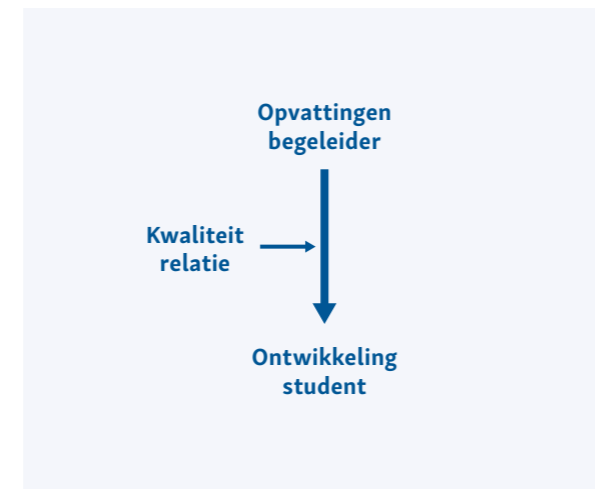 Opvattingen
begeleider
Kwaliteit
relatie
Ontwikkeling
student